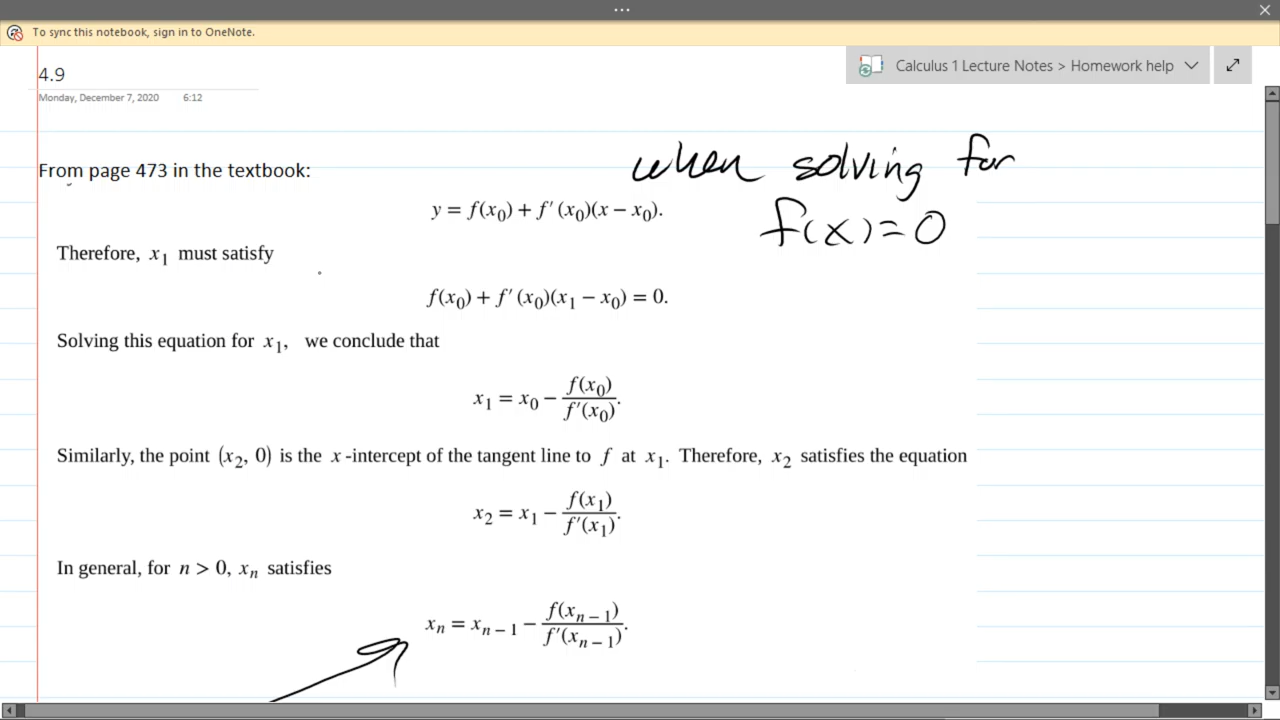 ...
To sync this notebook, sign in to OneNote.
4.9
Calculus 1 Lecture Notes > Homework help
Monday, December 7, 2020 6:12
when solving for
f(x)=0
From page 473 in the textbook:
y = f(x₀) + f′(x₀)(x − x₀).
Therefore, x₁ must satisfy
f(x₀) + f′(x₀)(x₁ − x₀) = 0.
Solving this equation for x₁, we conclude that
x₁ = x₀ − f(x₀)/f′(x₀).
Similarly, the point (x₂, 0) is the x-intercept of the tangent line to f at x₁. Therefore, x₂ satisfies the equation
x₂ = x₁ − f(x₁)/f′(x₁).
In general, for n > 0, xₙ satisfies
xₙ = xₙ₋₁ − f(xₙ₋₁)/f′(xₙ₋₁).